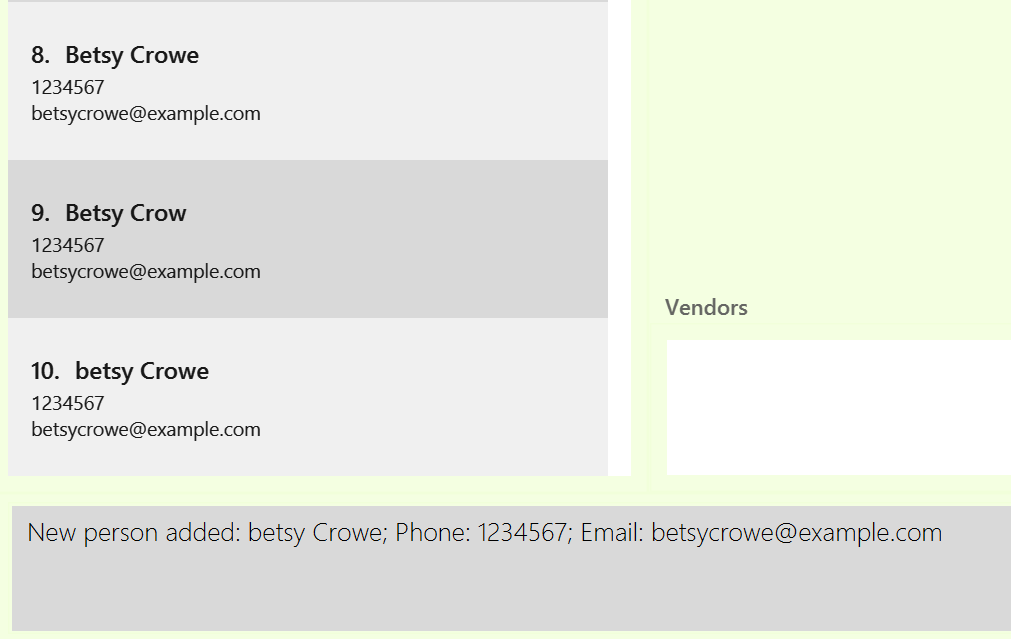 8. Betsy Crowe
1234567
betsycrowe@example.com
9. Betsy Crow
1234567
betsycrowe@example.com
10. betsy Crowe
1234567
betsycrowe@example.com
Vendors
New person added: betsy Crowe; Phone: 1234567; Email: betsycrowe@example.com